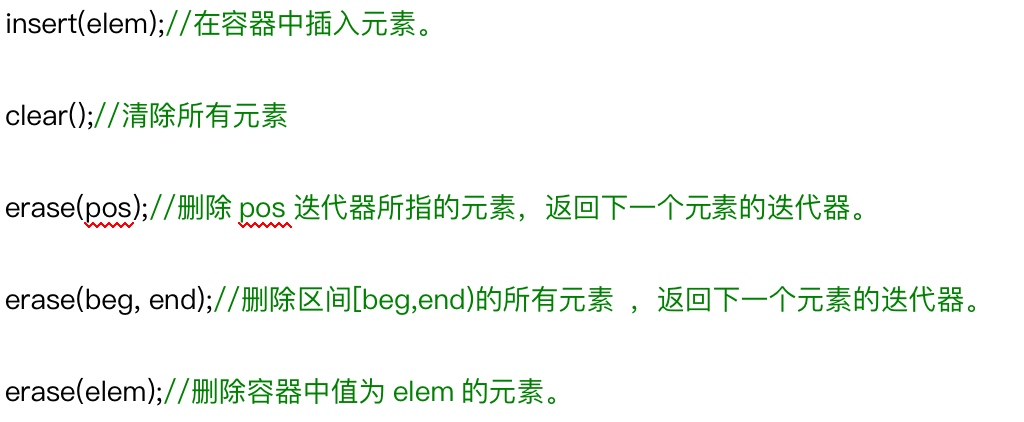 insert(elem);//在容器中插入元素。
clear();//清除所有元素
erase(pos);//删除 pos 迭代器所指的元素，返回下一个元素的迭代器。
erase(beg, end);//删除区间[beg,end)的所有元素 ，返回下一个元素的迭代器。
erase(elem);//删除容器中值为 elem 的元素。